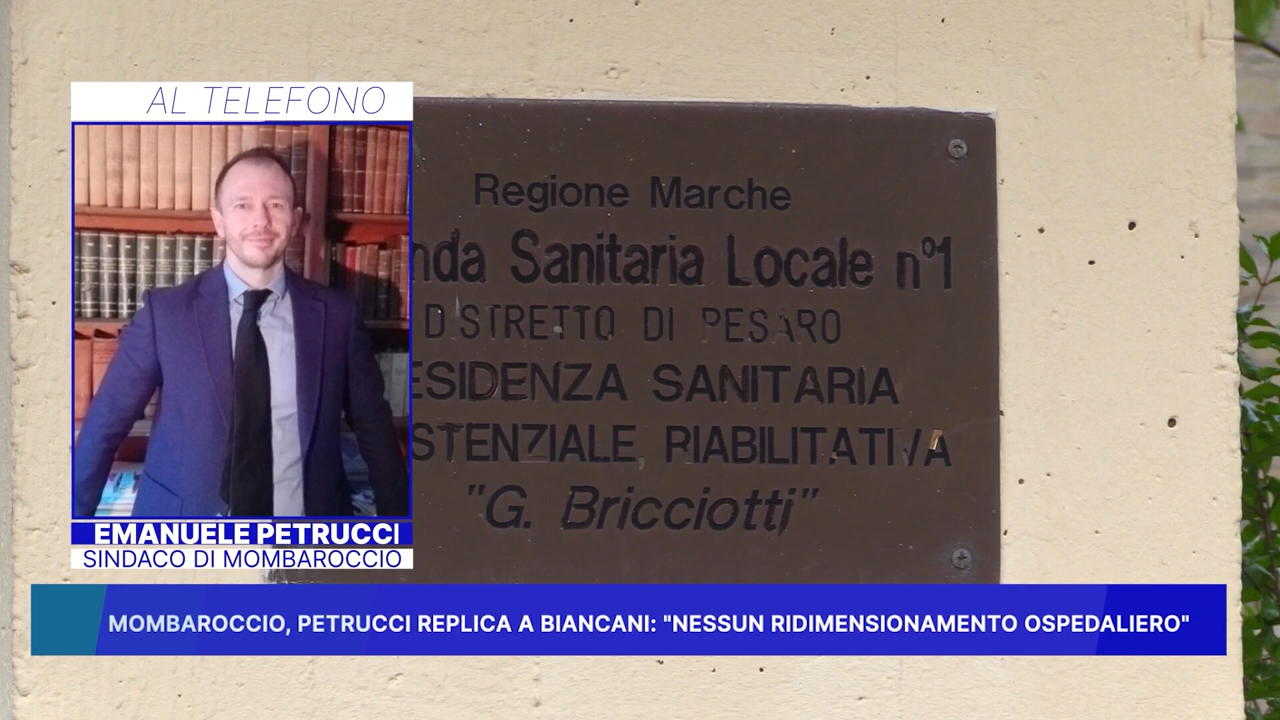 AL TELEFONO
EMANUELE PETRUCCI
SINDACO DI MOMBAROCCIO
Regione Marche
nda Sanitaria Locale n°1
DISTRETTO DI PESARO
ESIDENZA SANITARIA
STENZIALE RIABILITATIVA
"G. Bricciotti"
MOMBAROCCIO, PETRUCCI REPLICA A BIANCANI: "NESSUN RIDIMENSIONAMENTO OSPEDALIERO"